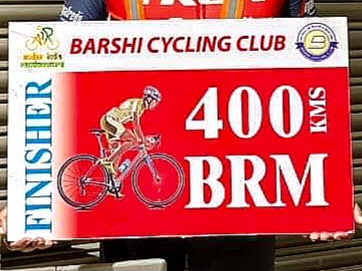 BARSHI CYCLING CLUB
FINISHER
400 KMS
BRM